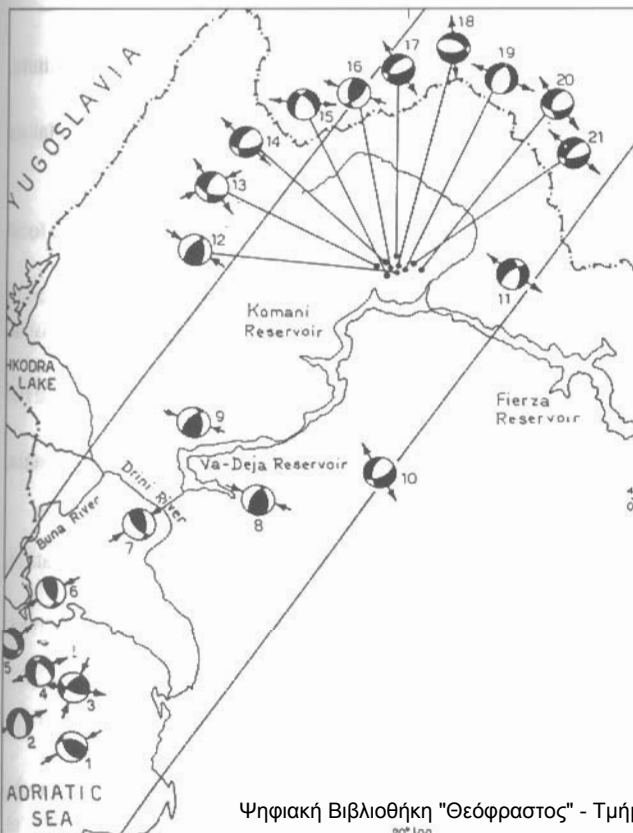 YUGOSLAVIA
18
17
16
19
20
15
21
14
13
12
11
Komani
Reservoir
HKODRA
LAKE
Fierza
Reservoir
9
Va-Deja Reservoir
Drini River
10
8
Buna River
7
6
5
4
3
2
1
ADRIATIC
SEA
Ψηφιακή Βιβλιοθήκη "Θεόφραστος" - Τμήμ